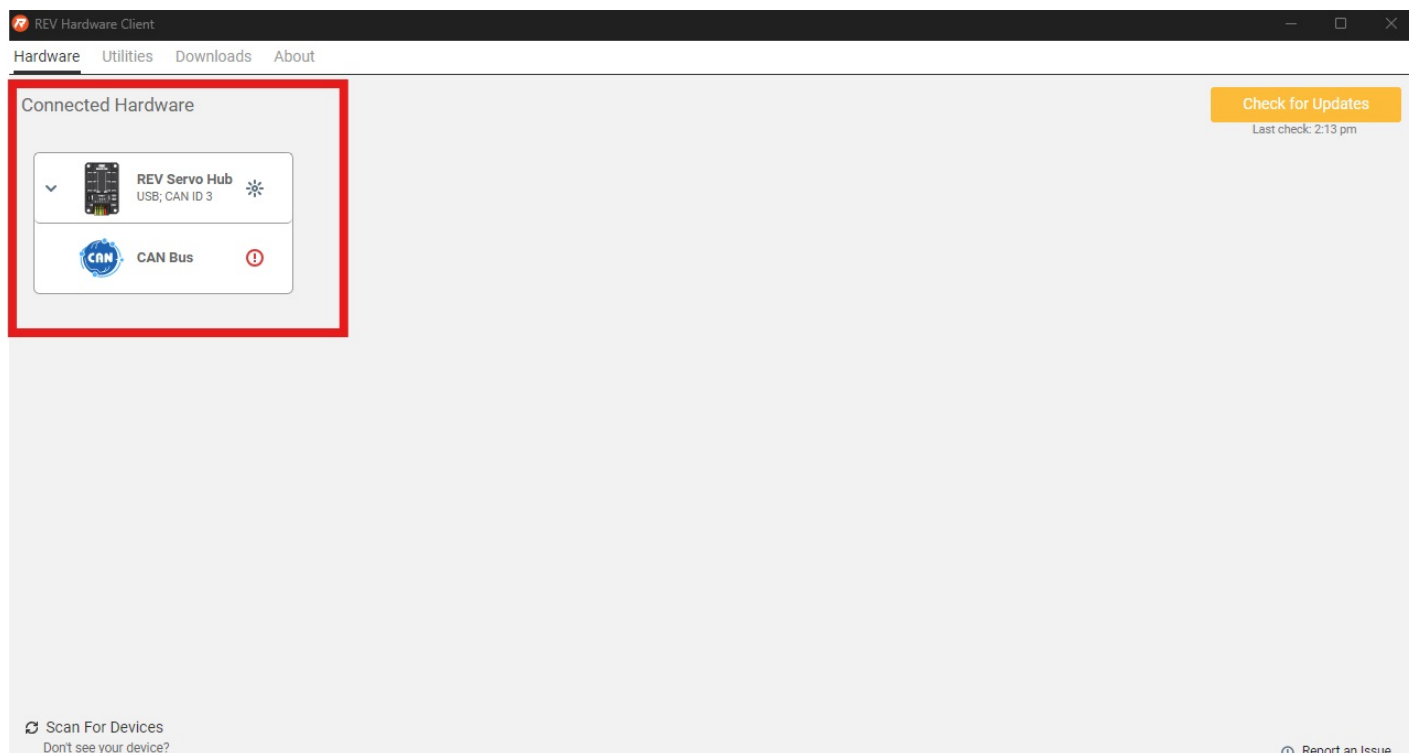 REV Hardware Client
Hardware Utilities Downloads About
Connected Hardware
Check for Updates
Last check: 2:13 pm
REV Servo Hub
USB; CAN ID 3
CAN
CAN Bus
Scan For Devices
Don't see your device?
Report an Issue